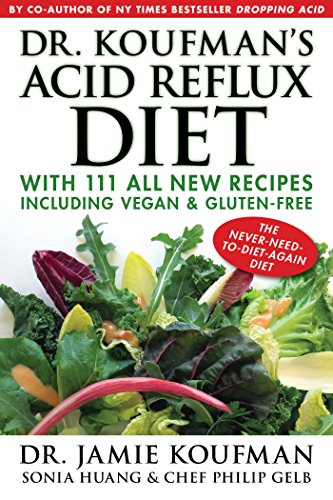 BY CO-AUTHOR OF NY TIMES BESTSELLER DROPPING ACID
DR. KOUFMAN'S
ACID REFLUX
DIET
WITH 111 ALL NEW RECIPES
INCLUDING VEGAN & GLUTEN-FREE
THE
NEVER-NEED-
TO-DIET-AGAIN
DIET
DR. JAMIE KOUFMAN
SONIA HUANG & CHEF PHILIP GELB